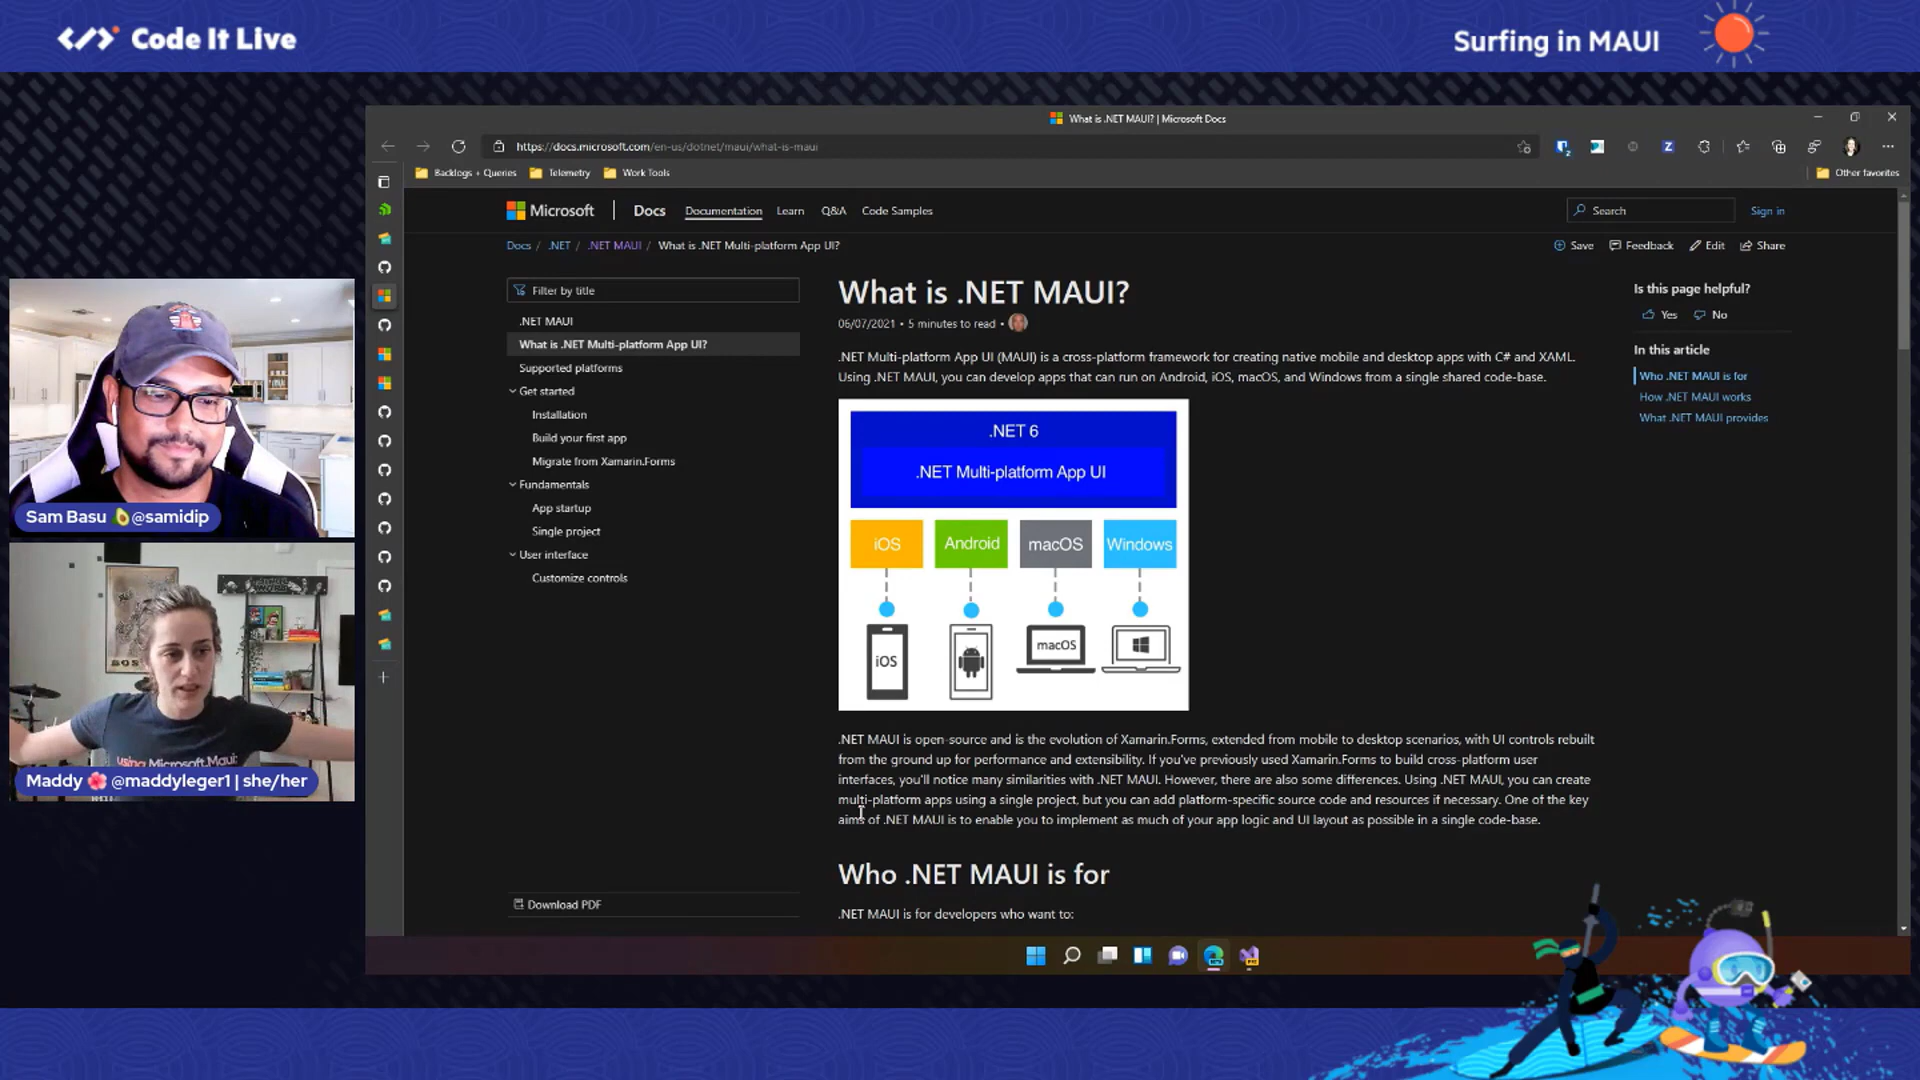 Code It Live
Surfing in MAUI
What is .NET MAUI? | Microsoft Docs
https://docs.microsoft.com/en-us/dotnet/maui/what-is-maui
Backlogs + Queries
Telemetry
Work Tools
Other favorites
Microsoft
Docs
Documentation
Learn
Q&A
Code Samples
Search
Sign in
Docs / .NET / .NET MAUI / What is .NET Multi-platform App UI?
Save
Feedback
Edit
Share
Filter by title
.NET MAUI
What is .NET Multi-platform App UI?
Supported platforms
Get started
Installation
Build your first app
Migrate from Xamarin.Forms
Fundamentals
App startup
Single project
User interface
Customize controls
Download PDF
What is .NET MAUI?
06/07/2021 • 5 minutes to read •
.NET Multi-platform App UI (MAUI) is a cross-platform framework for creating native mobile and desktop apps with C# and XAML.
Using .NET MAUI, you can develop apps that can run on Android, iOS, macOS, and Windows from a single shared code-base.
.NET 6
.NET Multi-platform App UI
iOS
Android
macOS
Windows
iOS
macOS
.NET MAUI is open-source and is the evolution of Xamarin.Forms, extended from mobile to desktop scenarios, with UI controls rebuilt
from the ground up for performance and extensibility. If you've previously used Xamarin.Forms to build cross-platform user
interfaces, you'll notice many similarities with .NET MAUI. However, there are also some differences. Using .NET MAUI, you can create
multi-platform apps using a single project, but you can add platform-specific source code and resources if necessary. One of the key
aims of .NET MAUI is to enable you to implement as much of your app logic and UI layout as possible in a single code-base.
Who .NET MAUI is for
.NET MAUI is for developers who want to:
Is this page helpful?
Yes
No
In this article
Who .NET MAUI is for
How .NET MAUI works
What .NET MAUI provides
Sam Basu 🥑@samidip
using Microsoft.Maui;
Maddy 🌺 @maddyleger1 | she/her